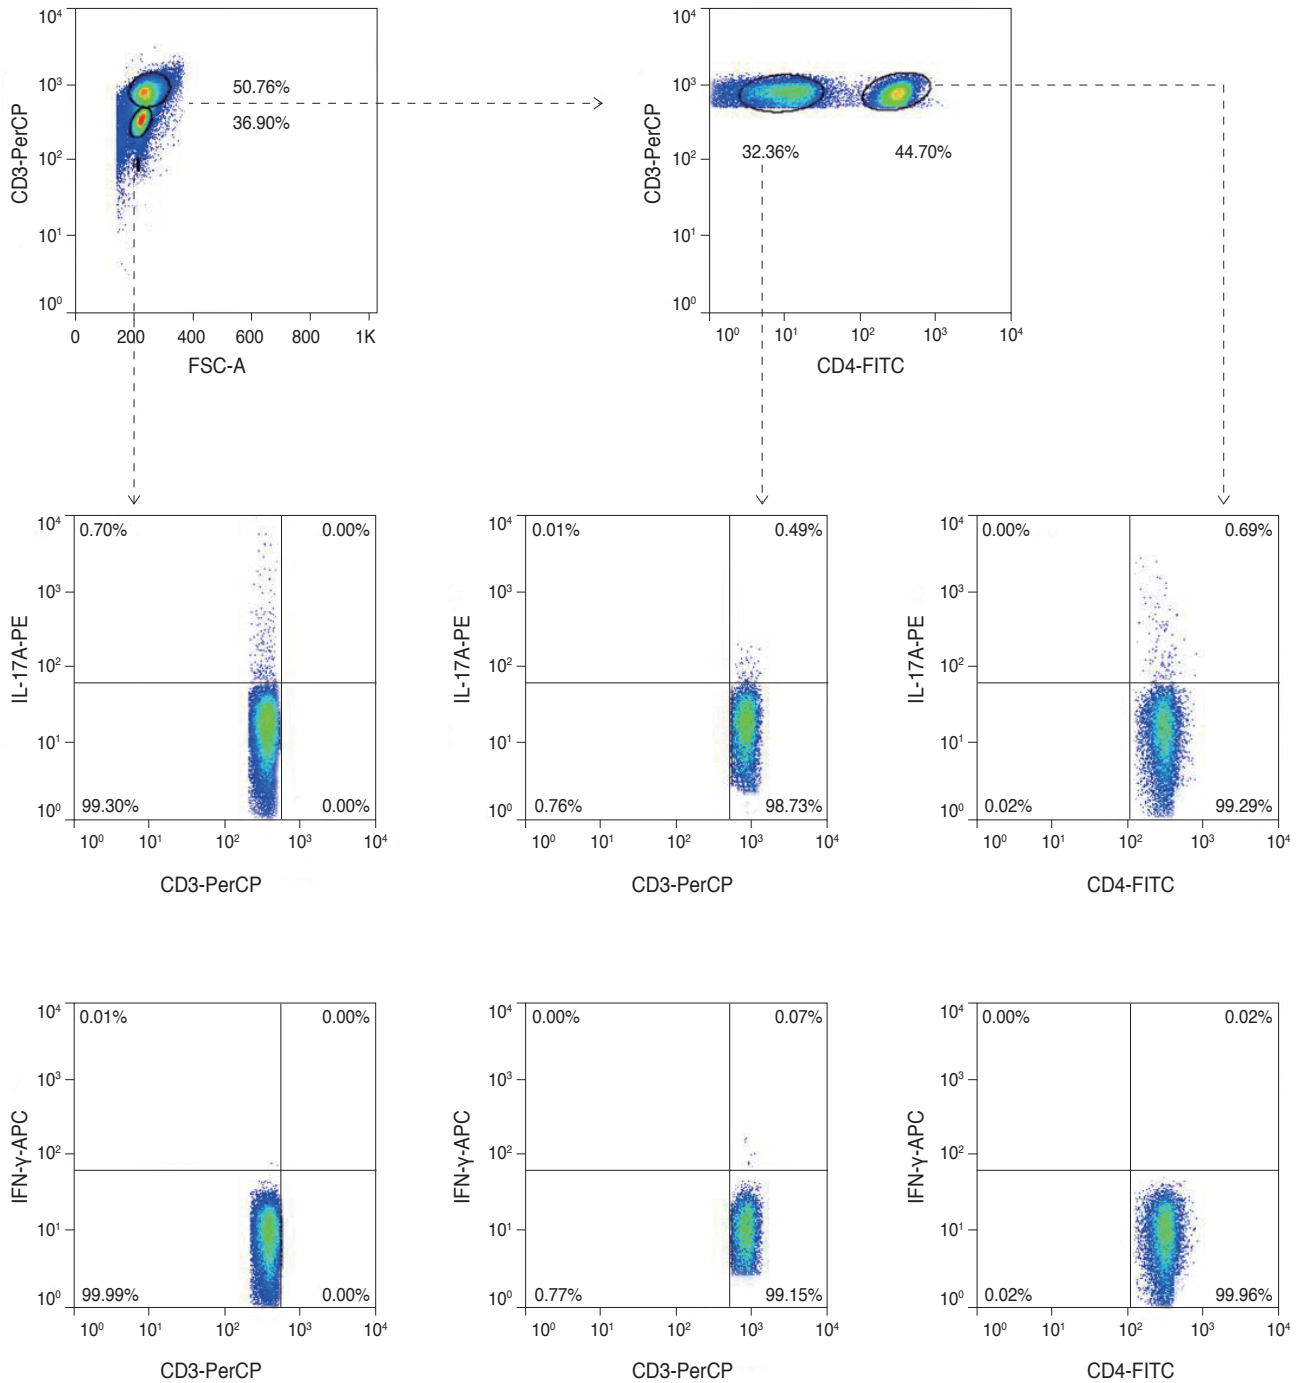 10⁴
10³
10²
10¹
10⁰
CD3-PerCP
50.76%
36.90%
0 200 400 600 800 1K
FSC-A
10⁴
10³
10²
10¹
10⁰
CD3-PerCP
32.36% 44.70%
10⁰ 10¹ 10² 10³ 10⁴
CD4-FITC
10⁴
10³
10²
10¹
10⁰
IL-17A-PE
0.70% 0.00%
99.30% 0.00%
10⁰ 10¹ 10² 10³ 10⁴
CD3-PerCP
10⁴
10³
10²
10¹
10⁰
IL-17A-PE
0.01% 0.49%
0.76% 98.73%
10⁰ 10¹ 10² 10³ 10⁴
CD3-PerCP
10⁴
10³
10²
10¹
10⁰
IL-17A-PE
0.00% 0.69%
0.02% 99.29%
10⁰ 10¹ 10² 10³ 10⁴
CD4-FITC
10⁴
10³
10²
10¹
10⁰
IFN-γ-APC
0.01% 0.00%
99.99% 0.00%
10⁰ 10¹ 10² 10³ 10⁴
CD3-PerCP
10⁴
10³
10²
10¹
10⁰
IFN-γ-APC
0.00% 0.07%
0.77% 99.15%
10⁰ 10¹ 10² 10³ 10⁴
CD3-PerCP
10⁴
10³
10²
10¹
10⁰
IFN-γ-APC
0.00% 0.02%
0.02% 99.96%
10⁰ 10¹ 10² 10³ 10⁴
CD4-FITC